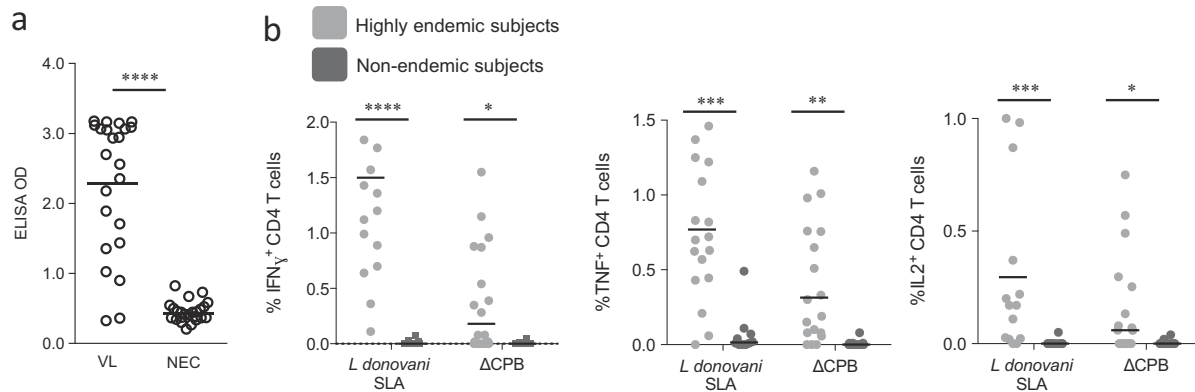 a
b
Highly endemic subjects
Non-endemic subjects
ELISA OD
4.0
3.0
2.0
1.0
0.0
****
VL
NEC
% IFNɣ+ CD4 T cells
2.0
1.5
1.0
0.5
0.0
****
*
L donovani
SLA
ΔCPB
%TNF+ CD4 T cells
1.5
1.0
0.5
0.0
***
**
L donovani
SLA
ΔCPB
%IL2+ CD4 T cells
1.0
0.5
0.0
***
*
L donovani
SLA
ΔCPB